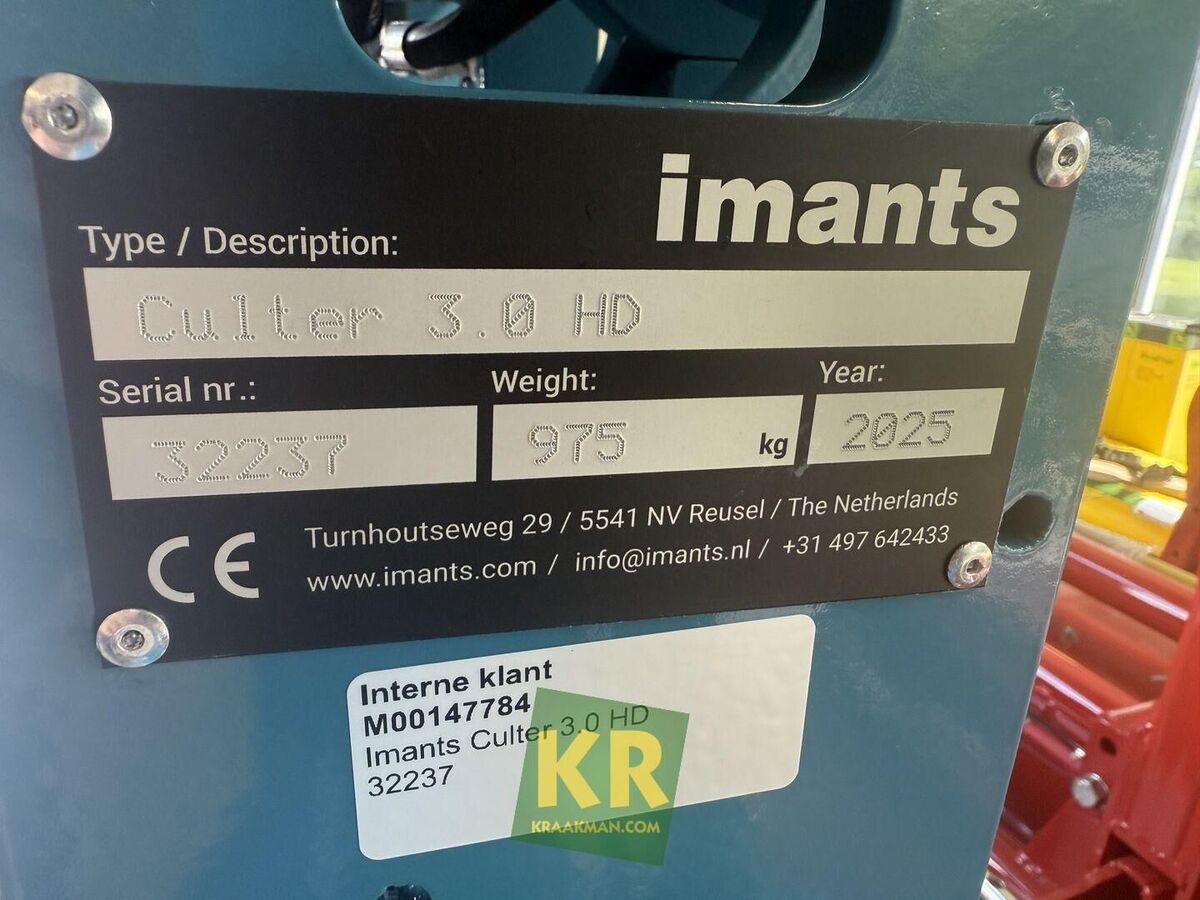 imants
Type / Description:
Culter 3.0 HD
Serial nr.: Weight: Year:
32237 975 kg 2025
CE Turnhoutseweg 29 / 5541 NV Reusel / The Netherlands
www.imants.com / info@imants.nl / +31 497 642433
Interne klant
M00147784
Imants Culter 3.0 HD
32237
KR
KRAAKMAN.COM